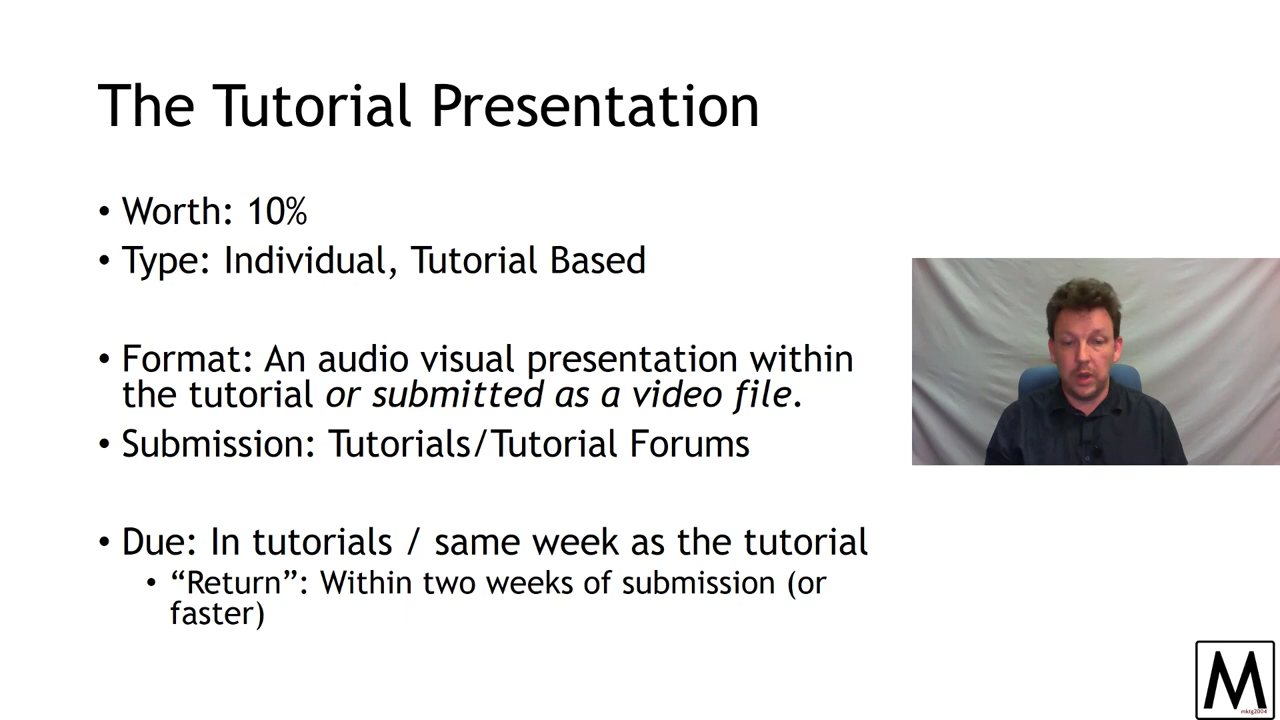 The Tutorial Presentation
• Worth: 10%
• Type: Individual, Tutorial Based
• Format: An audio visual presentation within
the tutorial or submitted as a video file.
• Submission: Tutorials/Tutorial Forums
• Due: In tutorials / same week as the tutorial
• “Return”: Within two weeks of submission (or
faster)
M
mktg2004